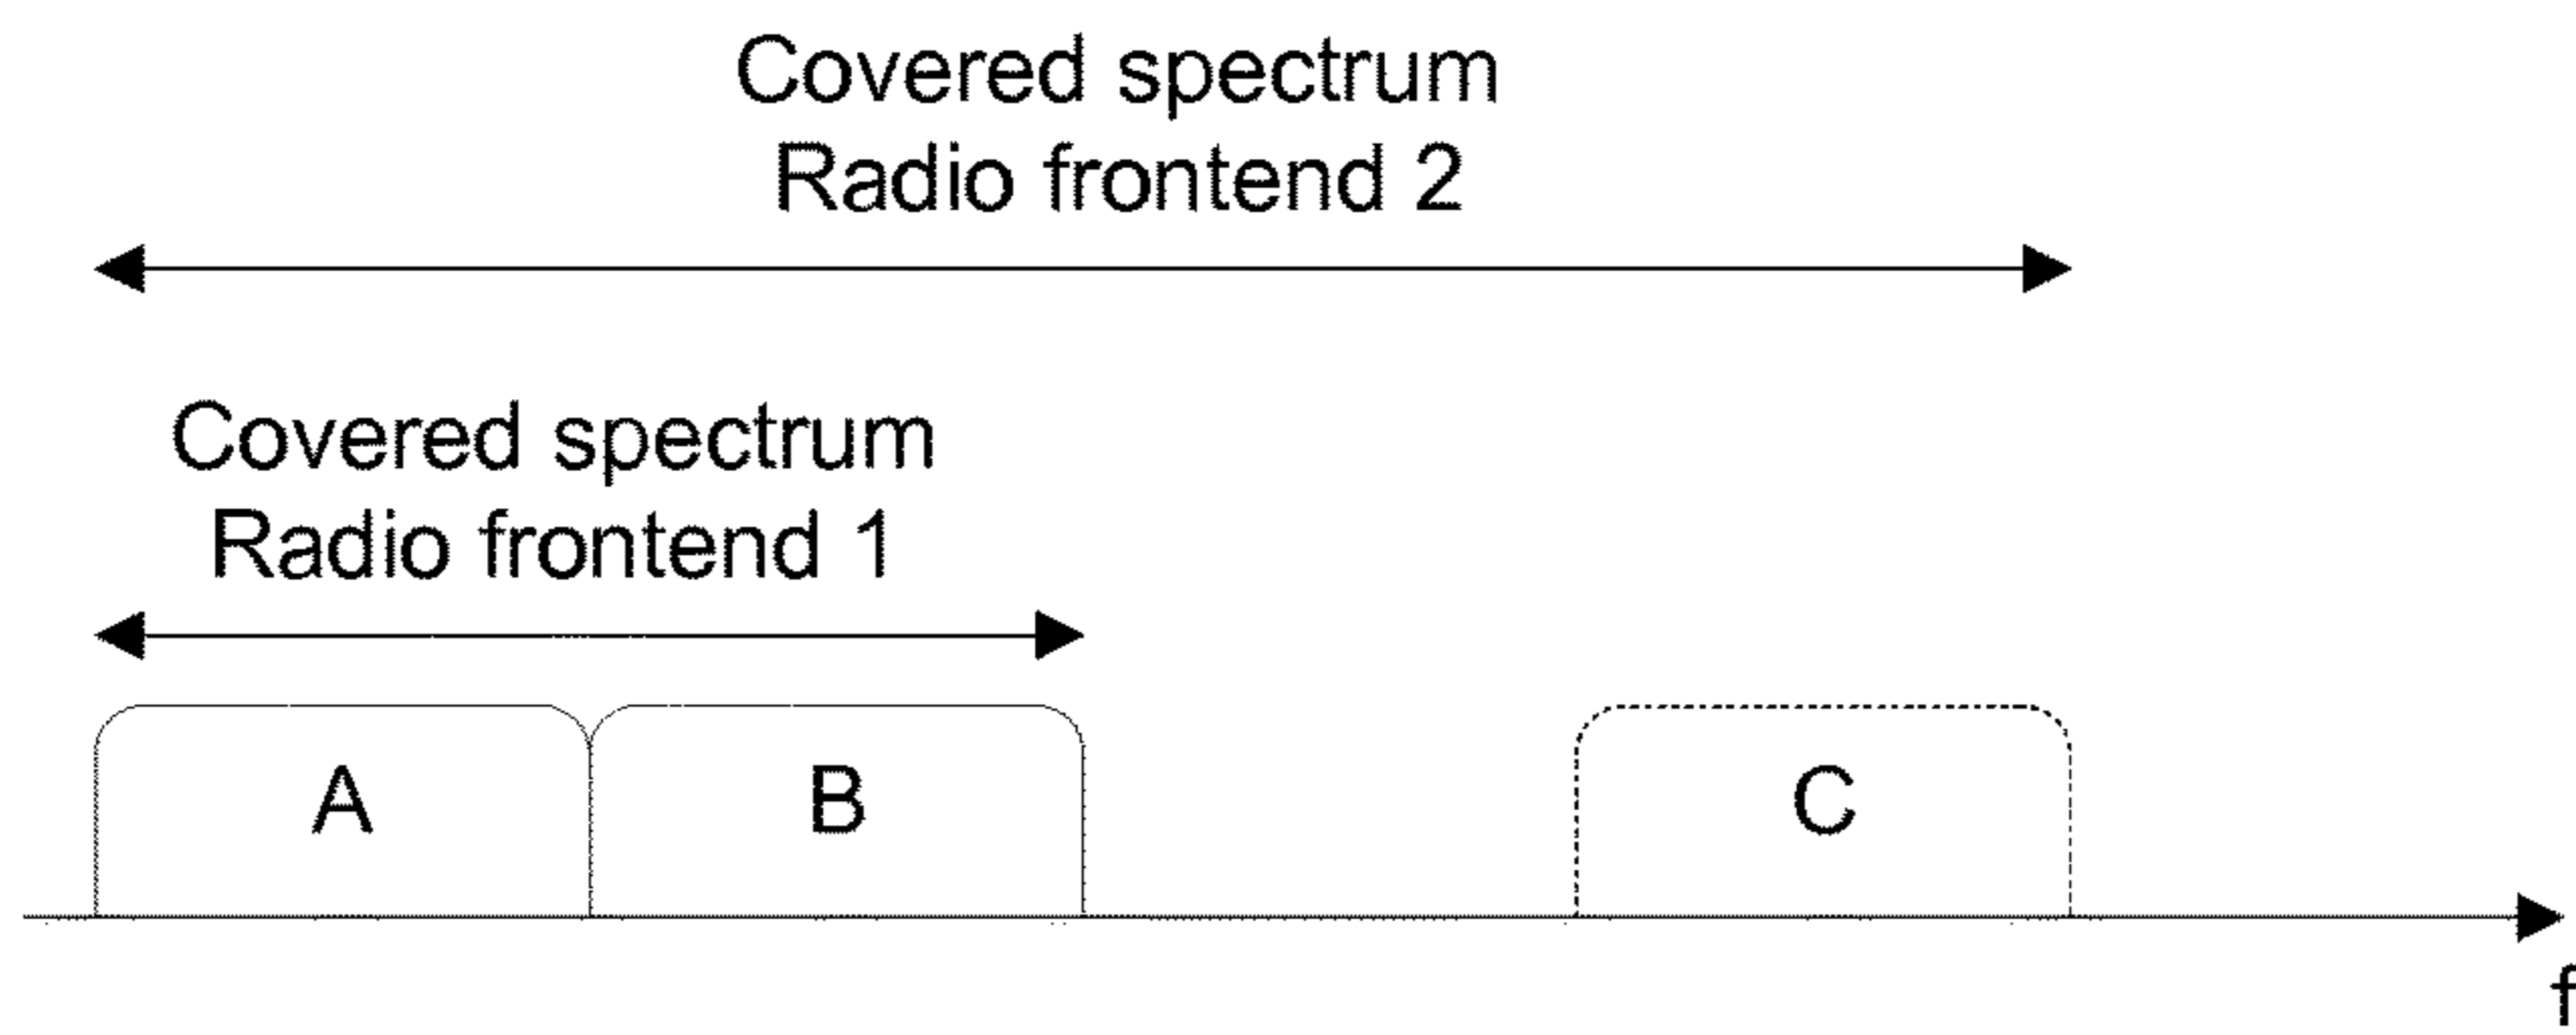 Covered spectrum
Radio frontend 2
Covered spectrum
Radio frontend 1
A B C
f